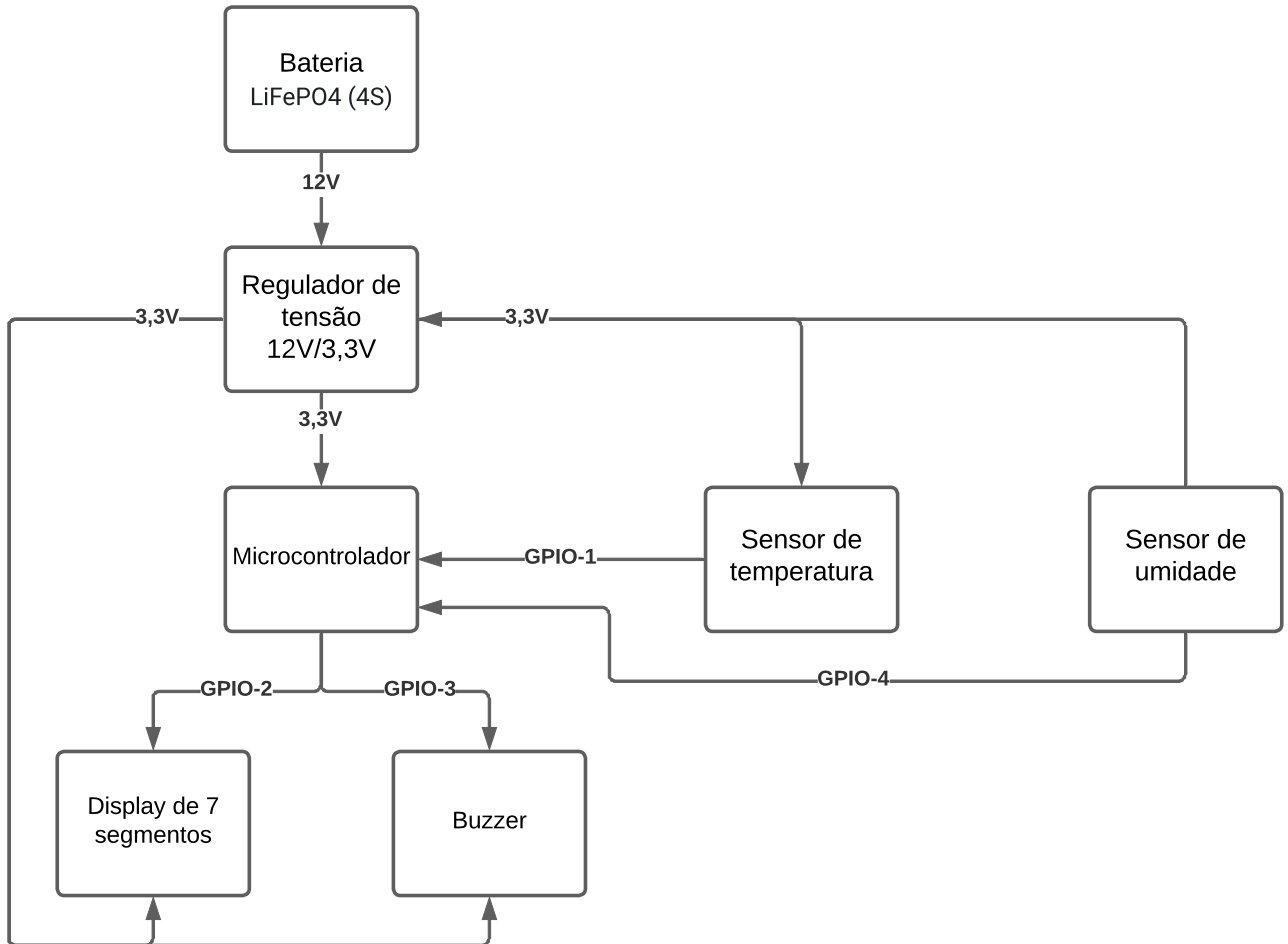 Bateria
LiFePO4 (4S)
12V
Regulador de
tensão
12V/3,3V
3,3V
3,3V
3,3V
Microcontrolador
GPIO-1
Sensor de
temperatura
Sensor de
umidade
GPIO-4
GPIO-2
GPIO-3
Display de 7
segmentos
Buzzer